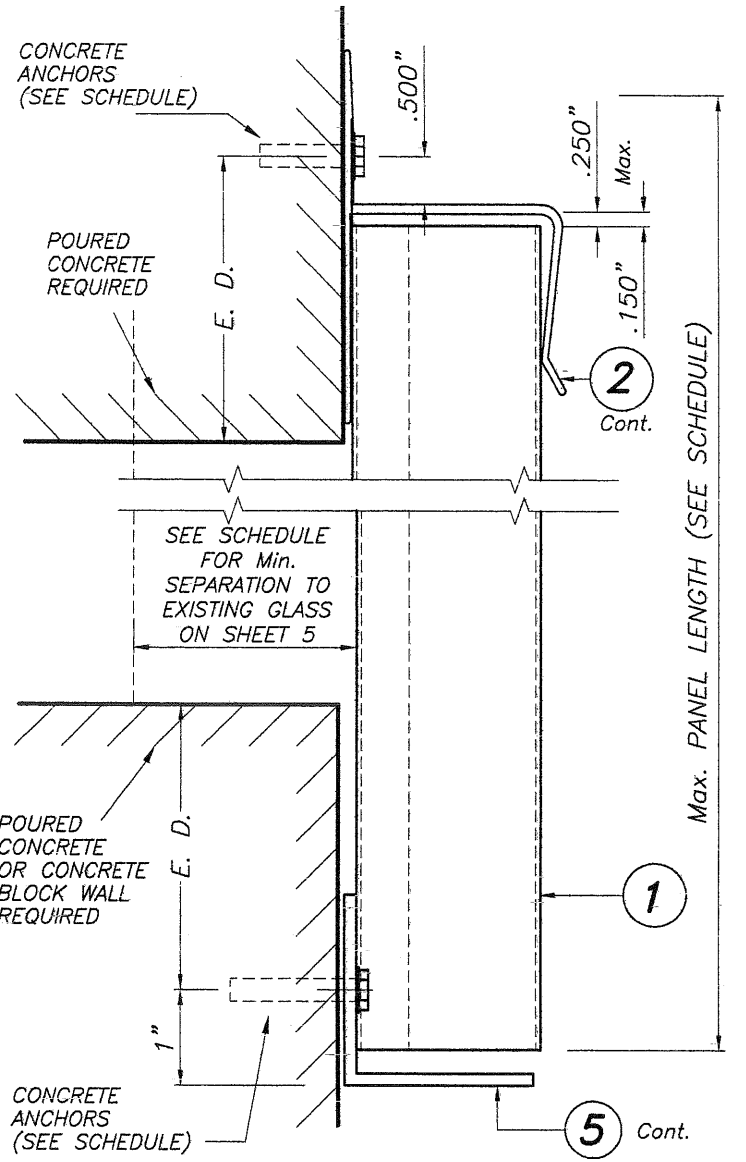 CONCRETE
ANCHORS
(SEE SCHEDULE)
.500"
.250"
Max.
.150"
POURED
CONCRETE
REQUIRED
E. D.
2
Cont.
SEE SCHEDULE
FOR Min.
SEPARATION TO
EXISTING GLASS
ON SHEET 5
Max. PANEL LENGTH (SEE SCHEDULE)
POURED
CONCRETE
OR CONCRETE
BLOCK WALL
REQUIRED
E. D.
1
1"
CONCRETE
ANCHORS
(SEE SCHEDULE)
5 Cont.